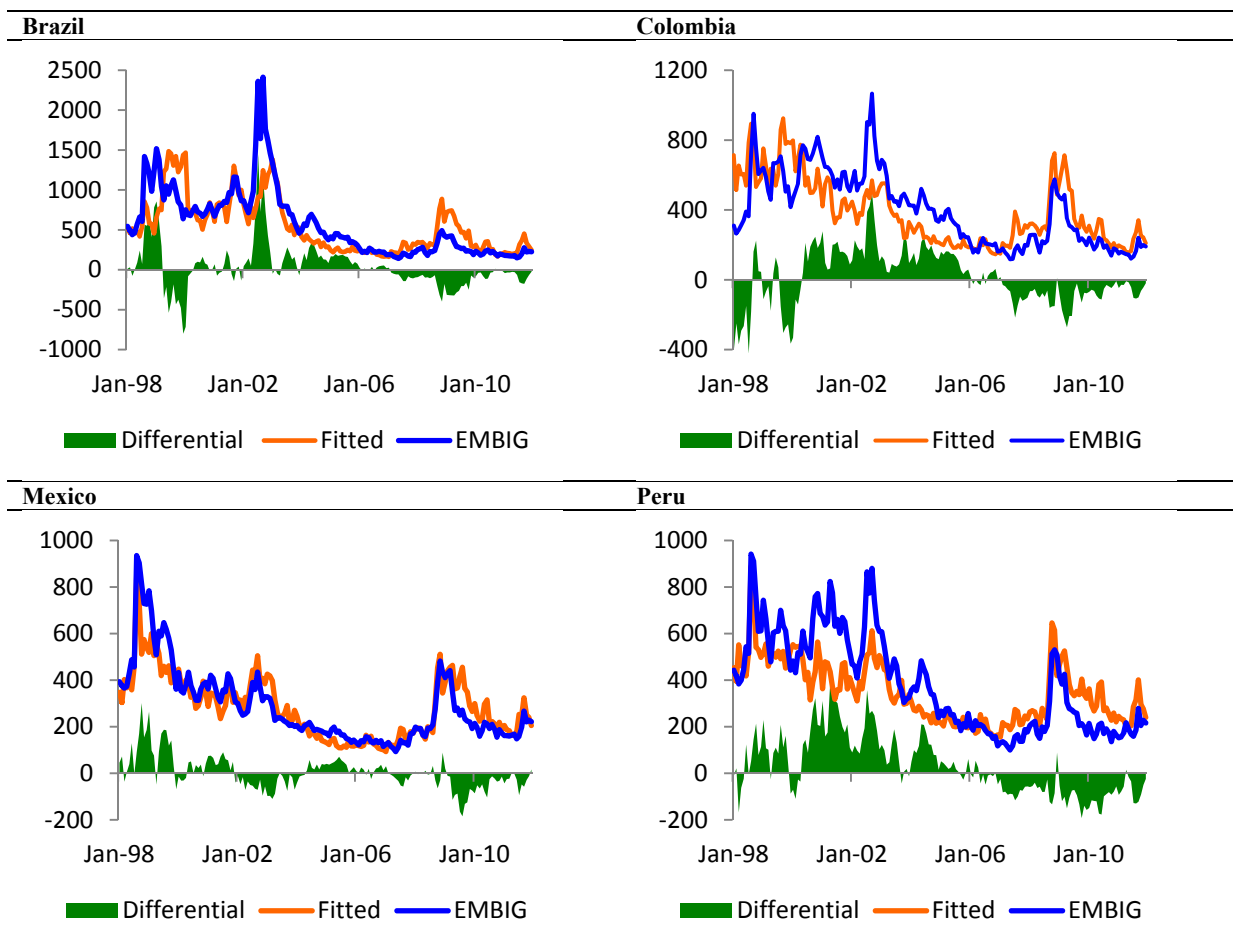 Brazil
2500
2000
1500
1000
500
0
-500
-1000
Jan-98 Jan-02 Jan-06 Jan-10
Differential Fitted EMBIG
Colombia
1200
800
400
0
-400
Jan-98 Jan-02 Jan-06 Jan-10
Differential Fitted EMBIG
Mexico
1000
800
600
400
200
0
-200
Jan-98 Jan-02 Jan-06 Jan-10
Differential Fitted EMBIG
Peru
1000
800
600
400
200
0
-200
Jan-98 Jan-02 Jan-06 Jan-10
Differential Fitted EMBIG